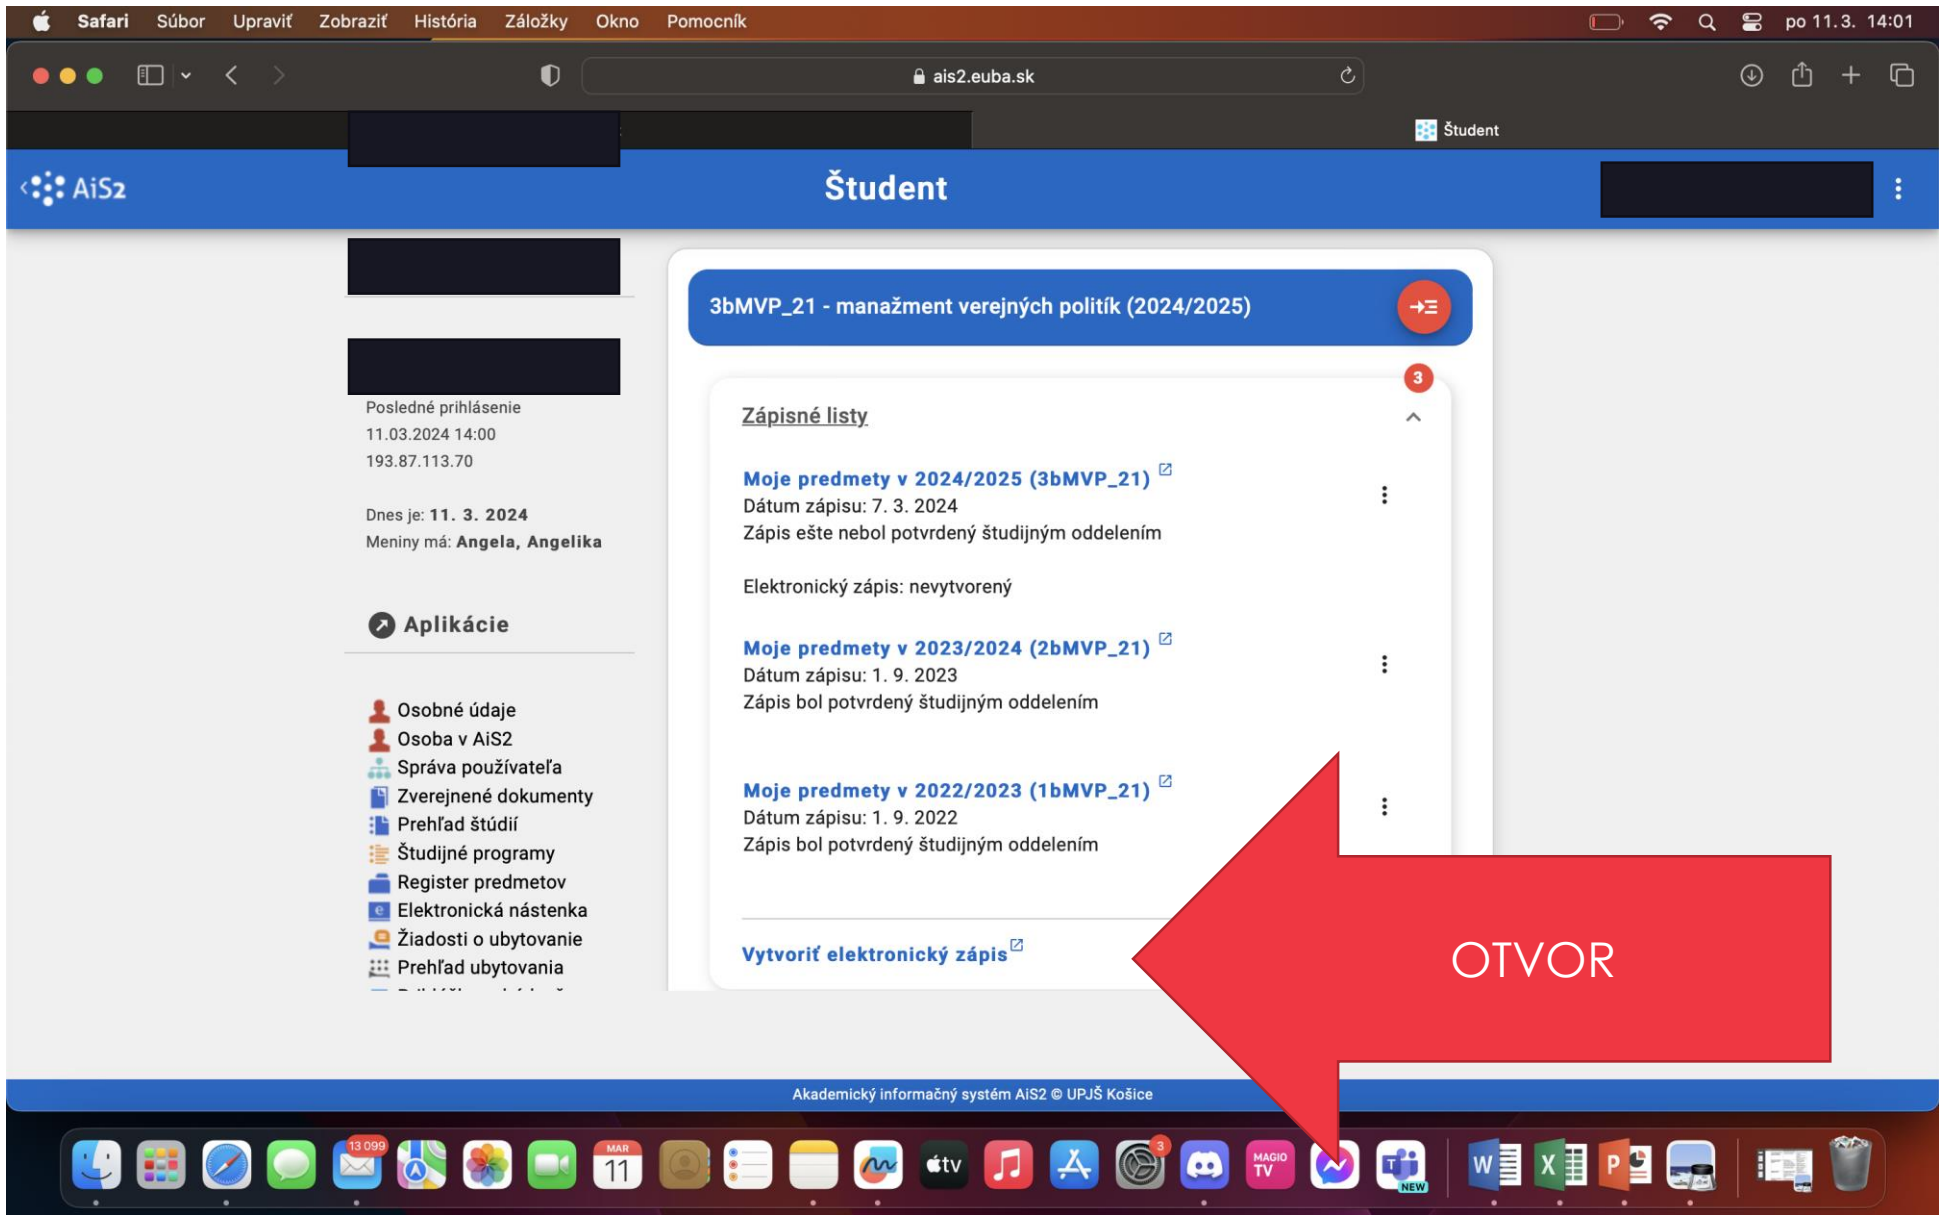 Safari Súbor Upraviť Zobraziť História Záložky Okno Pomocník
po 11. 3. 14:01
ais2.euba.sk
Študent
AiS2
Študent
3bMVP_21 - manažment verejných politík (2024/2025)
3
Posledné prihlásenie
11.03.2024 14:00
193.87.113.70
Dnes je: 11. 3. 2024
Meniny má: Angela, Angelika
Aplikácie
Osobné údaje
Osoba v AiS2
Správa používateľa
Zverejnené dokumenty
Prehľad štúdií
Študijné programy
Register predmetov
Elektronická nástenka
Žiadosti o ubytovanie
Prehľad ubytovania
Zápisné listy
Moje predmety v 2024/2025 (3bMVP_21)
Dátum zápisu: 7. 3. 2024
Zápis ešte nebol potvrdený študijným oddelením
Elektronický zápis: nevytvorený
Moje predmety v 2023/2024 (2bMVP_21)
Dátum zápisu: 1. 9. 2023
Zápis bol potvrdený študijným oddelením
Moje predmety v 2022/2023 (1bMVP_21)
Dátum zápisu: 1. 9. 2022
Zápis bol potvrdený študijným oddelením
Vytvoriť elektronický zápis
OTVOR
Akademický informačný systém AiS2 © UPJŠ Košice
13 099
MAR
11
tv
3
MAGIO
TV
T
NEW
W
X
P